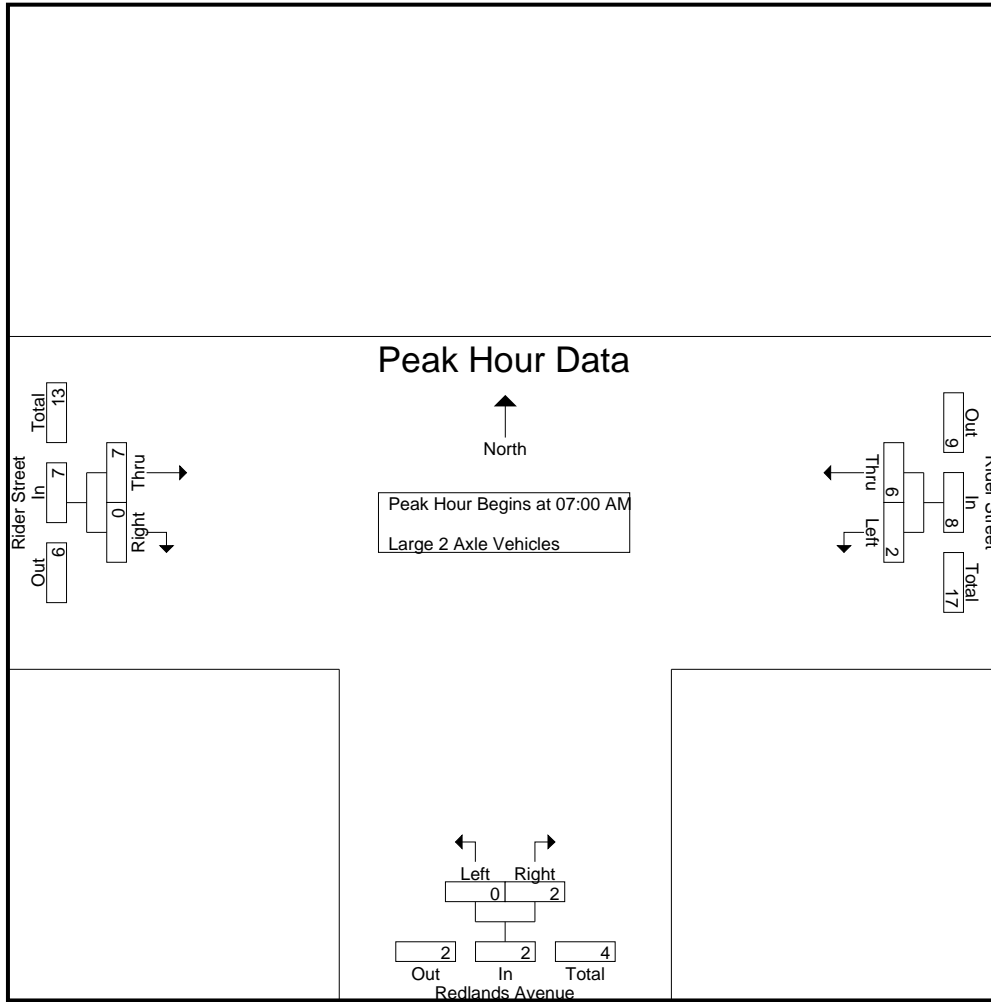 Peak Hour Data
North
Peak Hour Begins at 07:00 AM
Large 2 Axle Vehicles
Rider Street
Total
13
In
7
Out
6
Thru
7
Right
0
Rider Street
Out
9
In
8
Total
17
Thru
6
Left
2
Left Right
0 2
2 2 4
Out In Total
Redlands Avenue